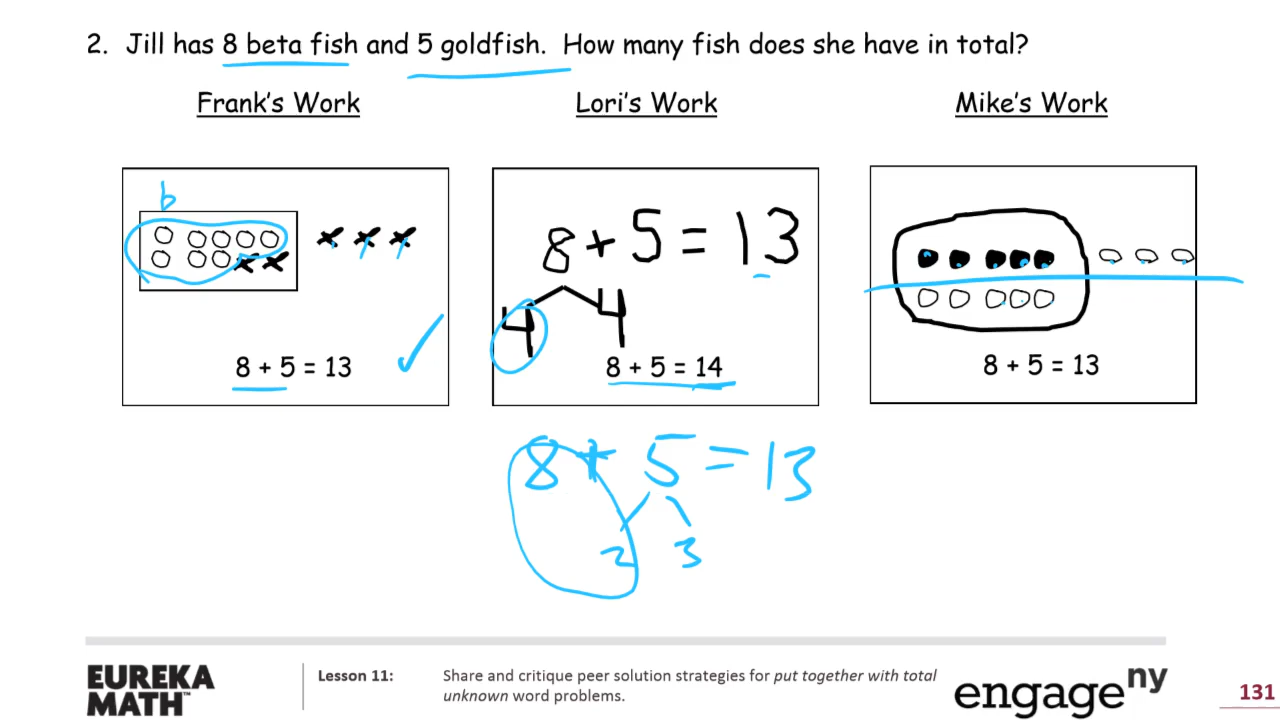 2. Jill has 8 beta fish and 5 goldfish. How many fish does she have in total?
Frank's Work
Lori's Work
Mike's Work
b
8 + 5 = 13
8 + 5 = 13
4 4
8 + 5 = 14
8 + 5 = 13
8 + 5 = 13
2 3
EUREKA MATH™
Lesson 11:
Share and critique peer solution strategies for put together with total
unknown word problems.
engage ny
131